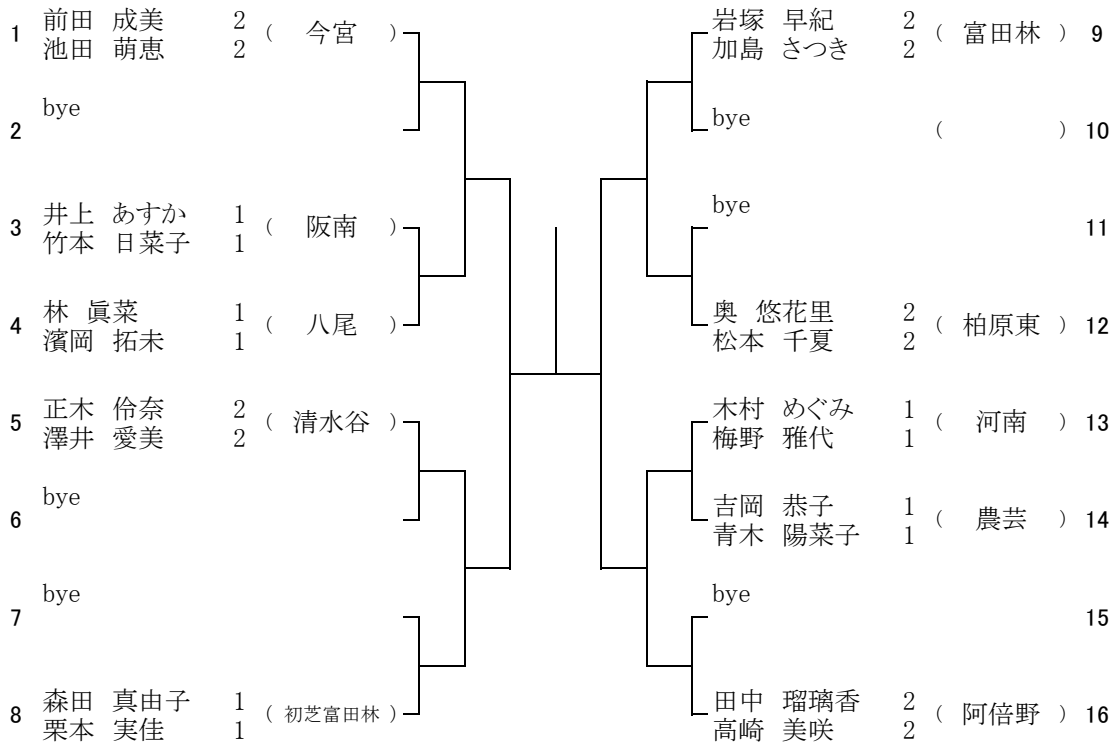 1 前田 成美 2 ( 今宮 )
池田 萌恵 2
bye
2
3 井上 あすか 1 ( 阪南 )
竹本 日菜子 1
4 林 眞菜 1 ( 八尾 )
濱岡 拓未 1
5 正木 伶奈 2 ( 清水谷 )
澤井 愛美 2
bye
6
bye
7
8 森田 真由子 1 ( 初芝富田林 )
栗本 実佳 1
岩塚 早紀 2 ( 富田林 ) 9
加島 さつき 2
bye ( ) 10
bye
11
奥 悠花里 2 ( 柏原東 ) 12
松本 千夏 2
木村 めぐみ 1 ( 河南 ) 13
梅野 雅代 1
吉岡 恭子 1 ( 農芸 ) 14
青木 陽菜子 1
bye
15
田中 瑠璃香 2 ( 阿倍野 ) 16
高崎 美咲 2